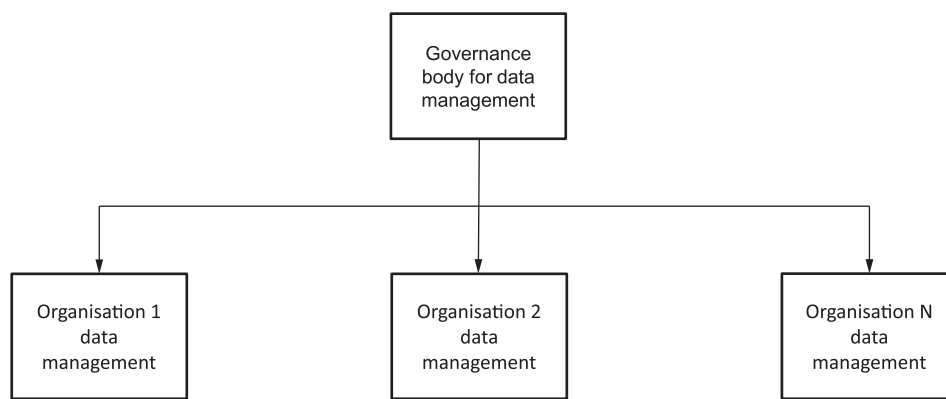 Governance
body for data
management
Organisation 1
data
management
Organisation 2
data
management
Organisation N
data
management